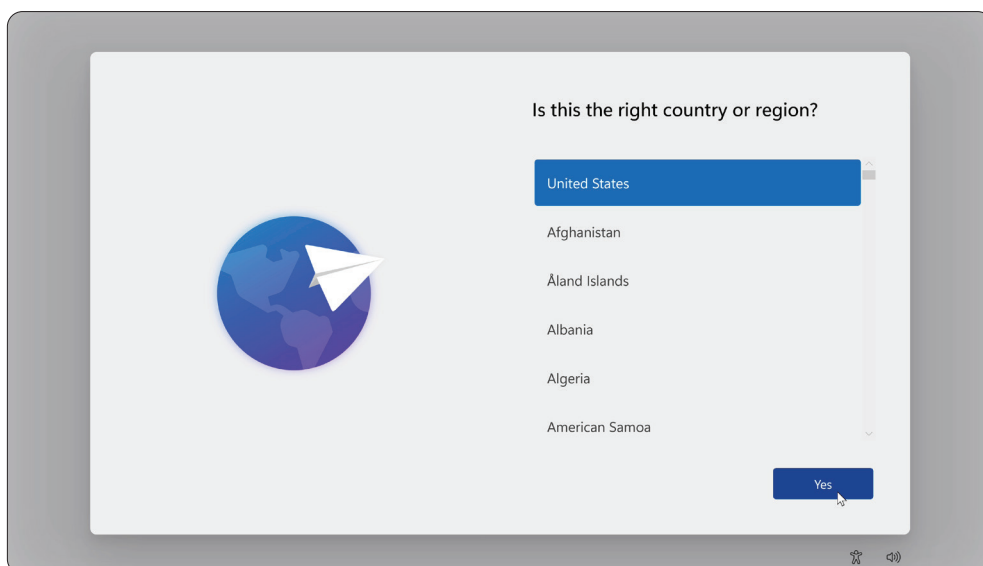 Is this the right country or region?
United States
Afghanistan
Åland Islands
Albania
Algeria
American Samoa
Yes